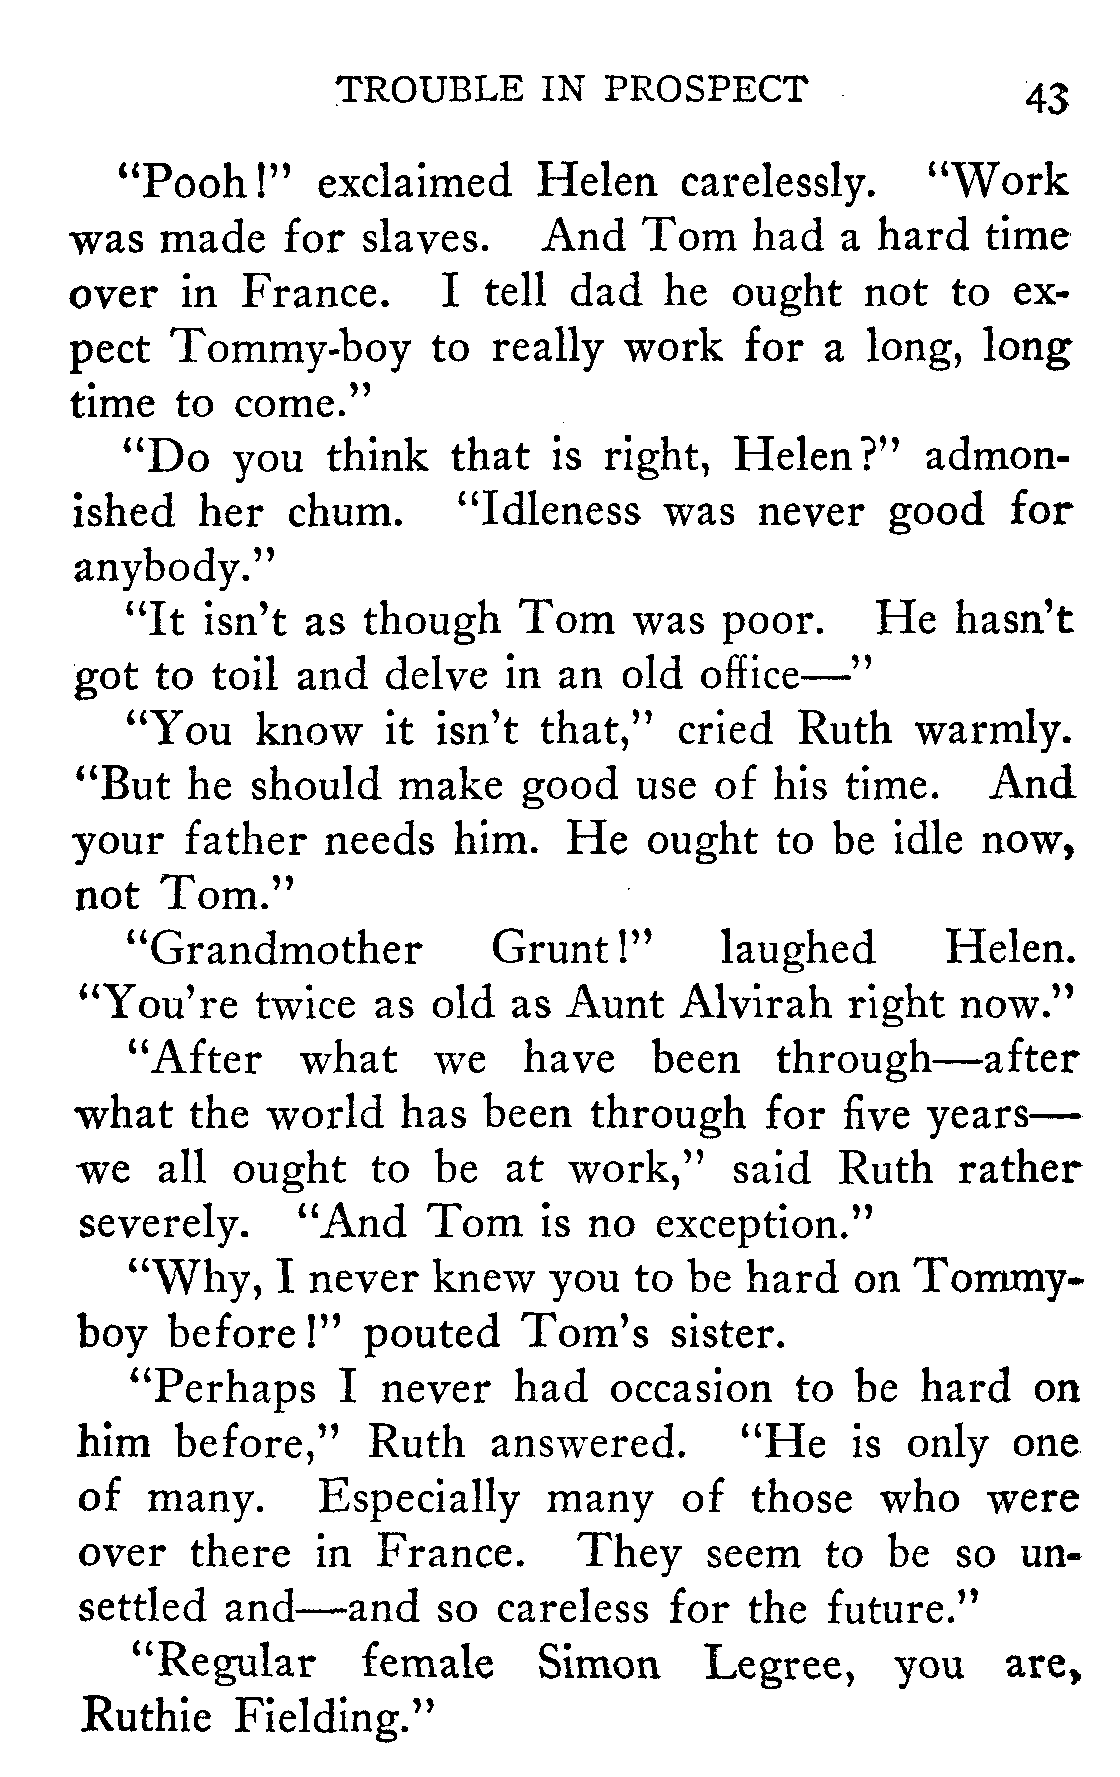 TROUBLE IN PROSPECT 43
“Pooh!” exclaimed Helen carelessly. “Work
was made for slaves. And Tom had a hard time
over in France. I tell dad he ought not to ex-
pect Tommy-boy to really work for a long, long
time to come.”
“Do you think that is right, Helen?” admon-
ished her chum. “Idleness was never good for
anybody.”
“It isn’t as though Tom was poor. He hasn’t
got to toil and delve in an old office—”
“You know it isn’t that,” cried Ruth warmly.
“But he should make good use of his time. And
your father needs him. He ought to be idle now,
not Tom.”
“Grandmother Grunt!” laughed Helen.
“You’re twice as old as Aunt Alvirah right now.”
“After what we have been through—after
what the world has been through for five years—
we all ought to be at work,” said Ruth rather
severely. “And Tom is no exception.”
“Why, I never knew you to be hard on Tommy-
boy before!” pouted Tom’s sister.
“Perhaps I never had occasion to be hard on
him before,” Ruth answered. “He is only one
of many. Especially many of those who were
over there in France. They seem to be so un-
settled and—and so careless for the future.”
“Regular female Simon Legree, you are,
Ruthie Fielding.”